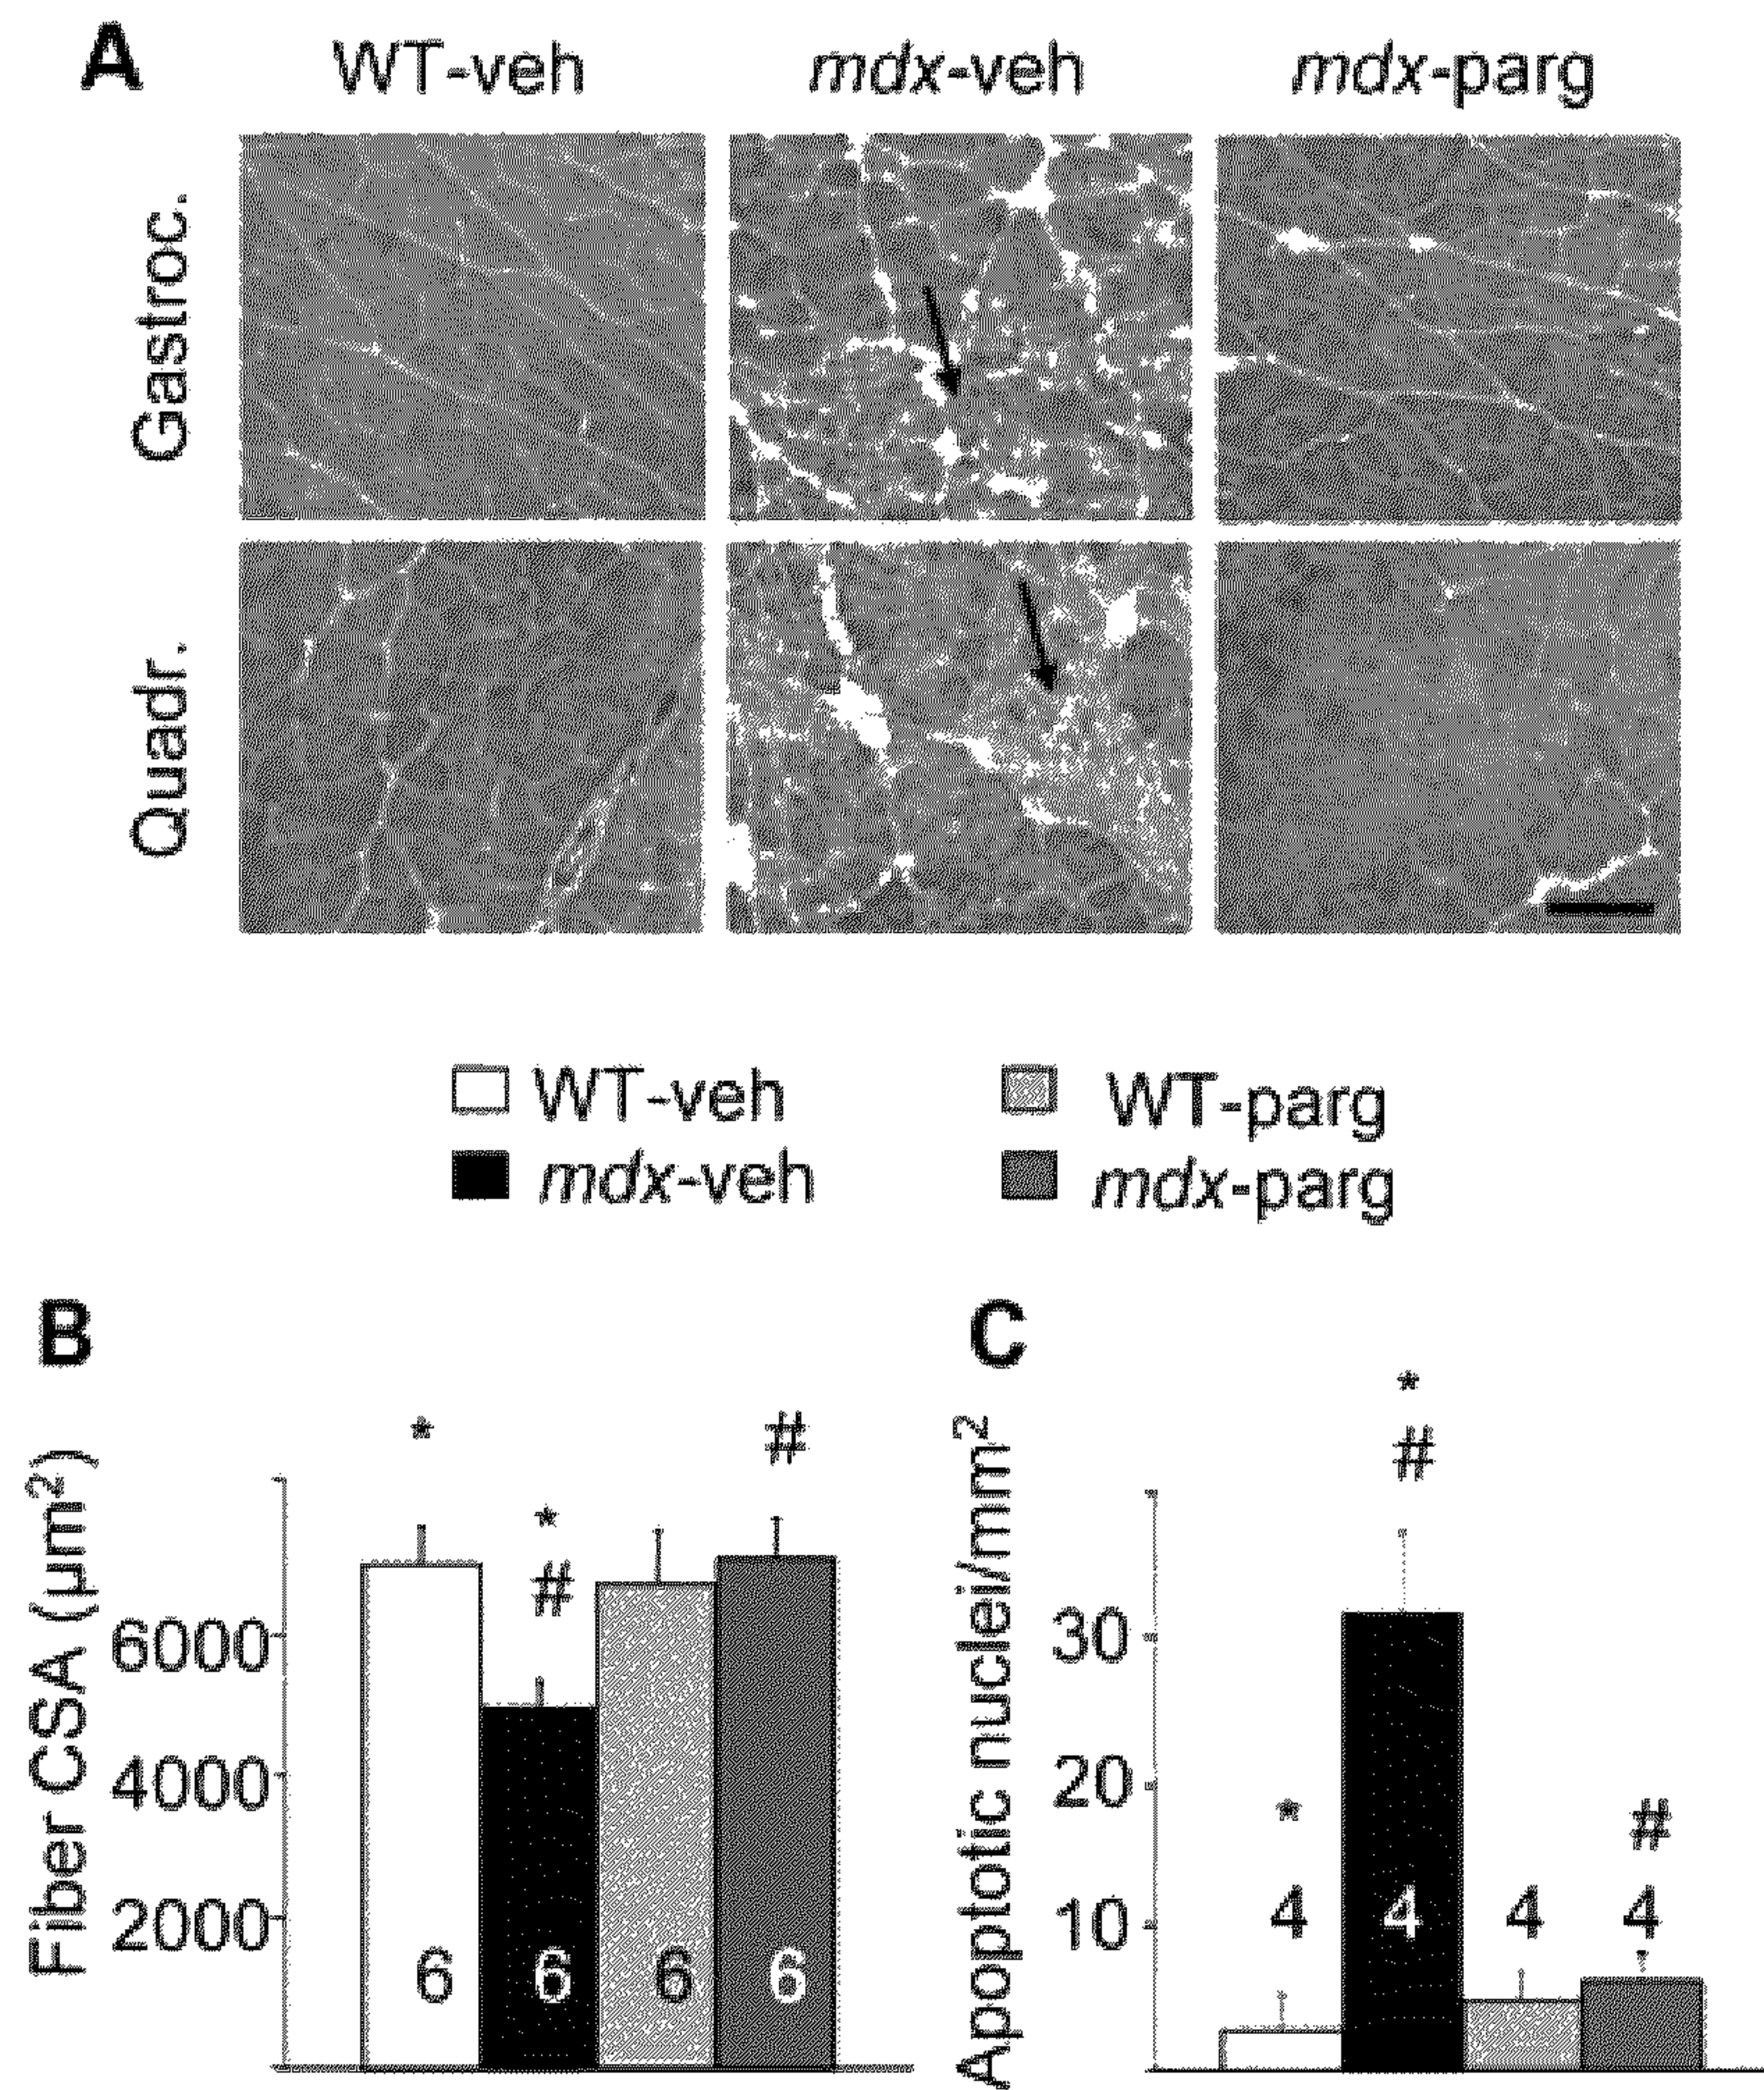 A
WT-veh mdx-veh mdx-parg
Gastroc.
Quadr.
WT-veh WT-parg
mdx-veh mdx-parg
B
Fiber CSA (µm²)
6000
4000
2000
* * # #
6 6 6 6
C
Apoptotic nuclei/mm²
30
20
10
* * # #
4 4 4 4